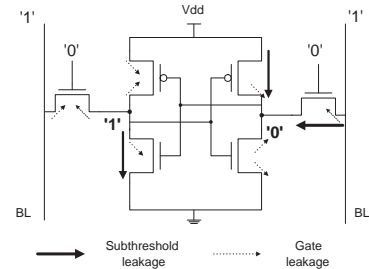 '1'
Vdd
'1'
'0'
'0'
'1'
'0'
BL
BL
Subthreshold
leakage
Gate
leakage